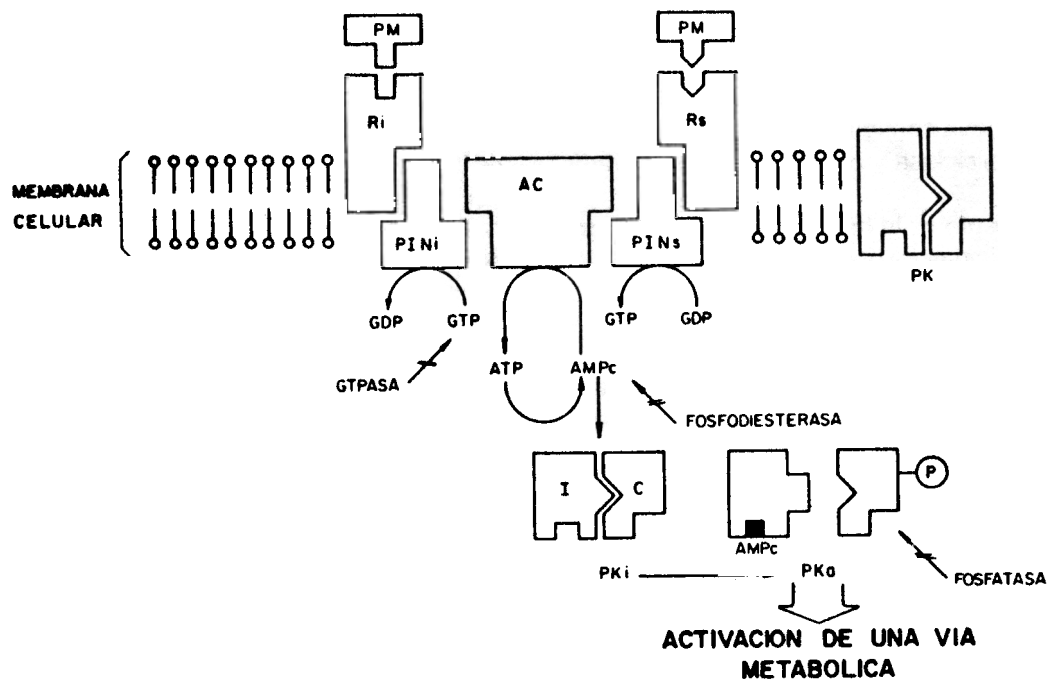 PM
PM
Ri
Rs
MEMBRANA
CELULAR
AC
PINi
PINs
PK
GDP
GTP
GTP
GDP
ATP
AMPc
GTPASA
FOSFODIESTERASA
I
C
P
AMPc
PKi
PKa
FOSFATASA
ACTIVACION DE UNA VIA
METABOLICA